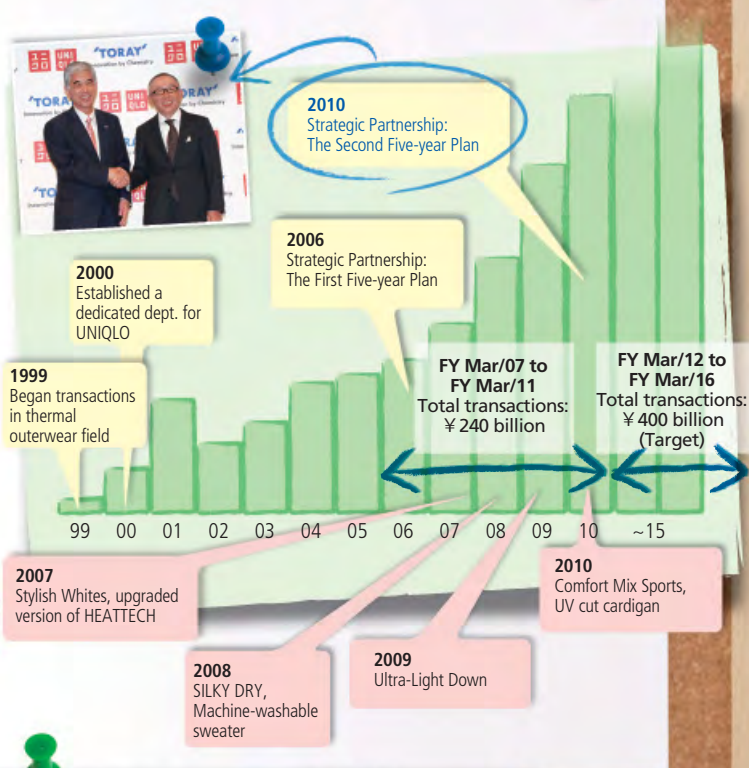 'TORAY'
Innovation by Chemistry
UNI
QLO
2010
Strategic Partnership:
The Second Five-year Plan
2006
Strategic Partnership:
The First Five-year Plan
2000
Established a
dedicated dept. for
UNIQLO
1999
Began transactions
in thermal
outerwear field
FY Mar/07 to
FY Mar/11
Total transactions:
¥ 240 billion
FY Mar/12 to
FY Mar/16
Total transactions:
¥ 400 billion
(Target)
99 00 01 02 03 04 05 06 07 08 09 10 ~15
2007
Stylish Whites, upgraded
version of HEATTECH
2008
SILKY DRY,
Machine-washable
sweater
2009
Ultra-Light Down
2010
Comfort Mix Sports,
UV cut cardigan